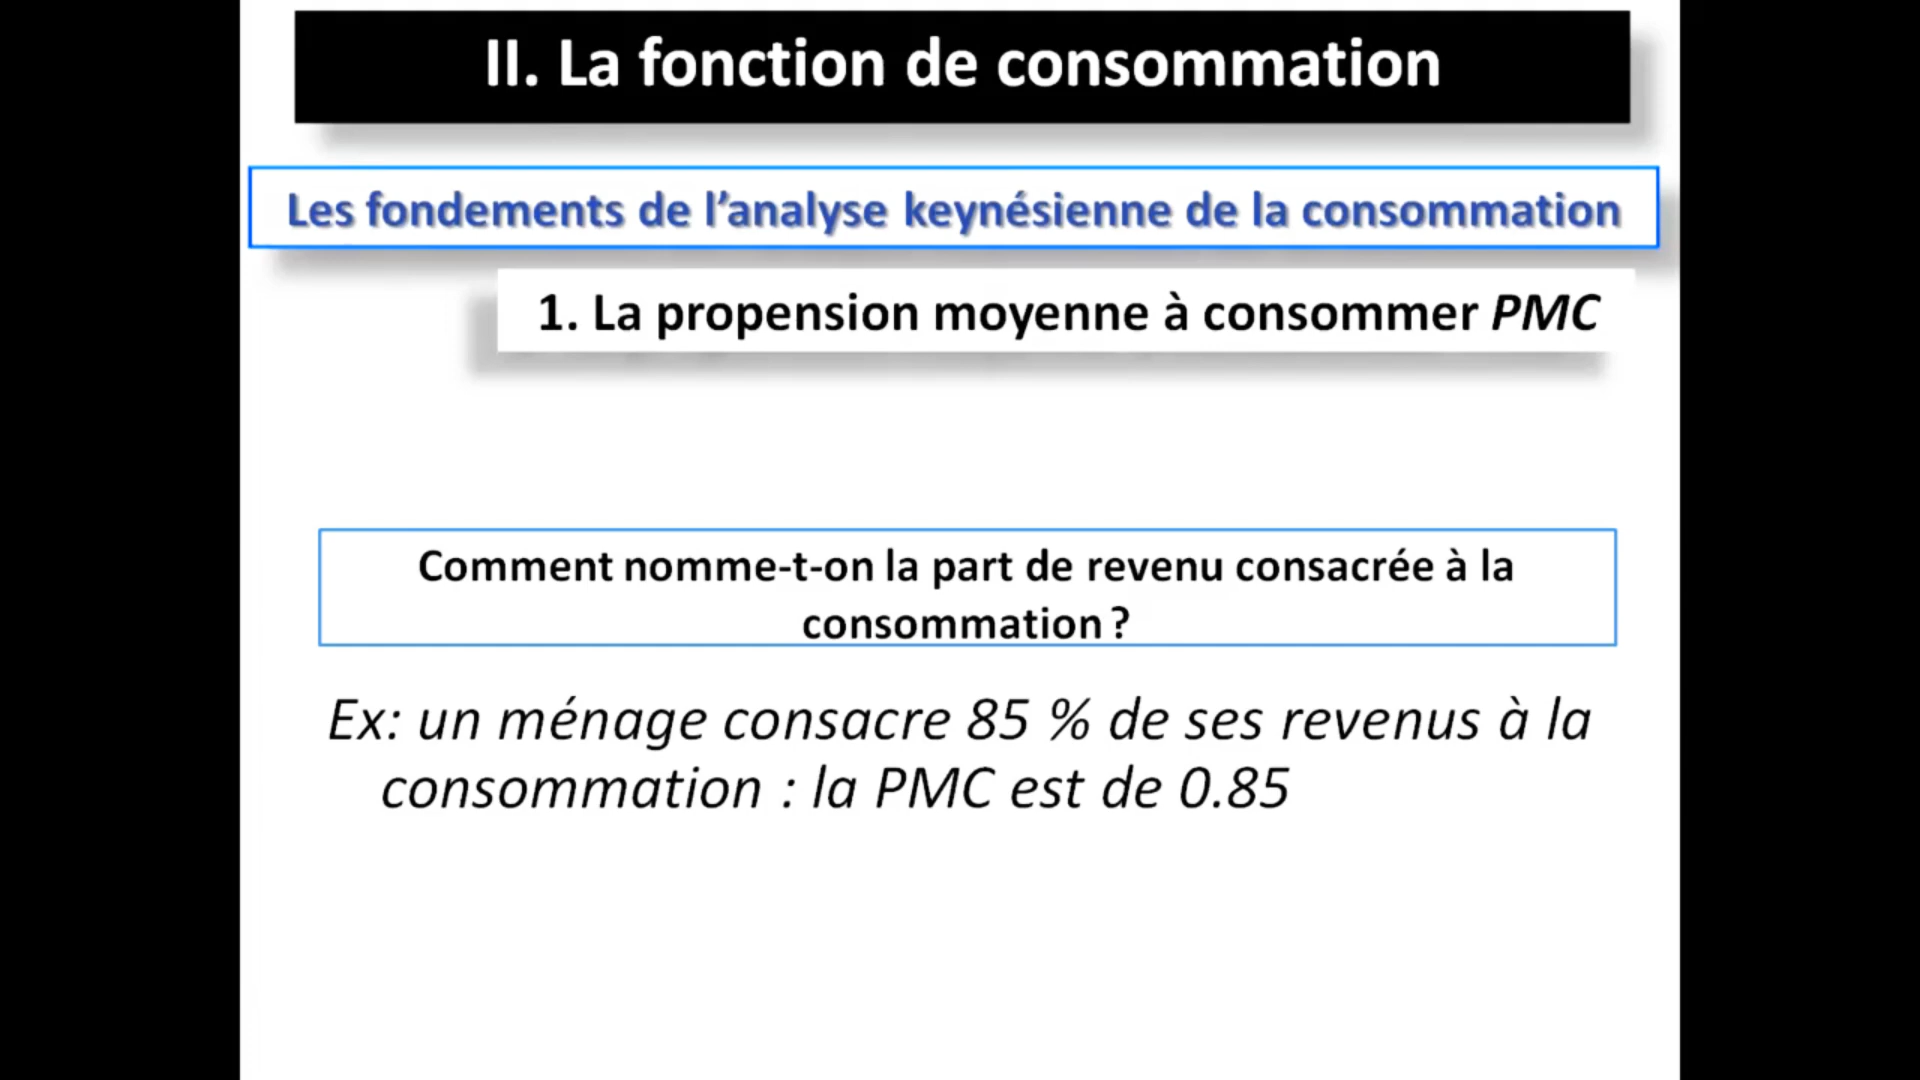 II. La fonction de consommation
Les fondements de l’analyse keynésienne de la consommation
1. La propension moyenne à consommer PMC
Comment nomme-t-on la part de revenu consacrée à la
consommation ?
Ex: un ménage consacre 85 % de ses revenus à la
consommation : la PMC est de 0.85